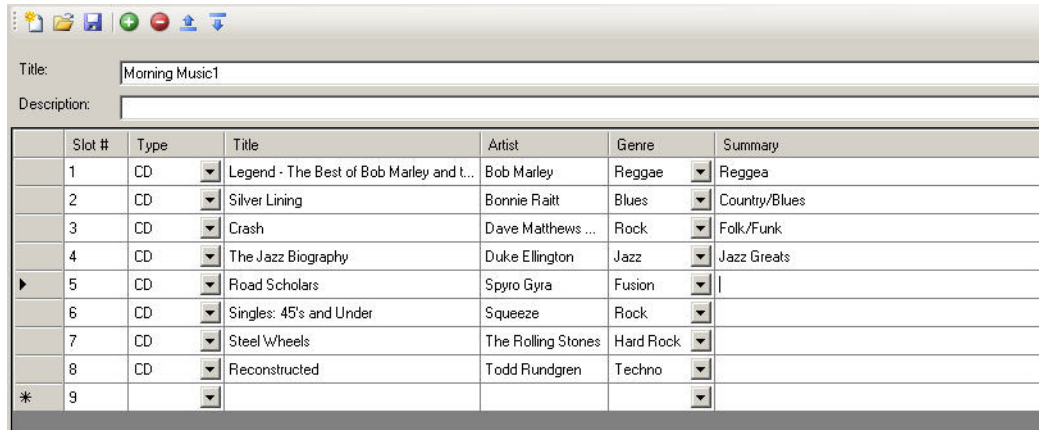 Title: Morning Music1
Description:
Slot # Type Title Artist Genre Summary
1 CD Legend - The Best of Bob Marley and t... Bob Marley Reggae Reggea
2 CD Silver Lining Bonnie Raitt Blues Country/Blues
3 CD Crash Dave Matthews ... Rock Folk/Funk
4 CD The Jazz Biography Duke Ellington Jazz Jazz Greats
5 CD Road Scholars Spyro Gyra Fusion
6 CD Singles: 45's and Under Squeeze Rock
7 CD Steel Wheels The Rolling Stones Hard Rock
8 CD Reconstructed Todd Rundgren Techno
9